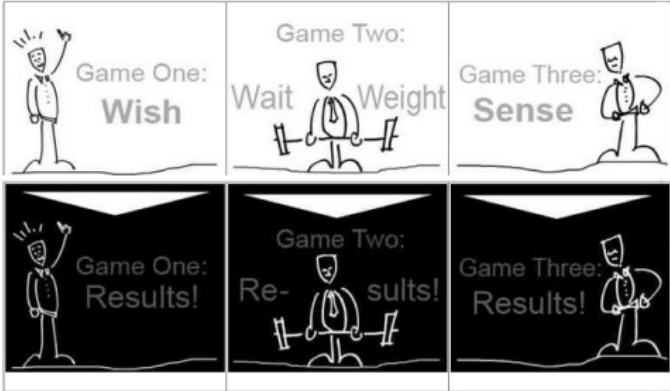 Game One:
Wish
Game Two:
Wait Weight
Game Three:
Sense
Game One:
Results!
Game Two:
Re- sults!
Game Three:
Results!